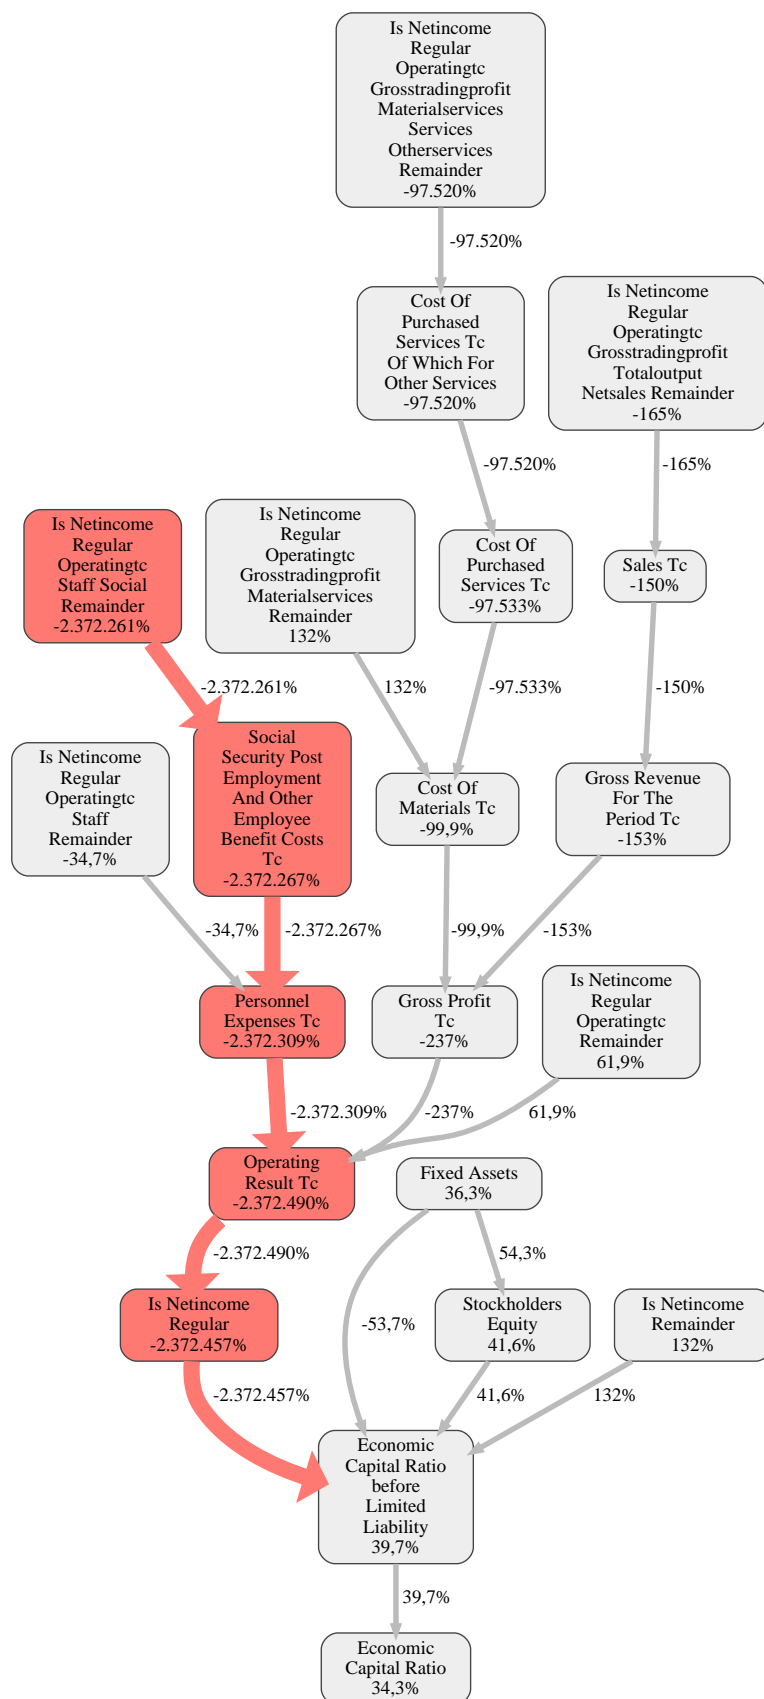 Is Netincome
Regular
Operatingtc
Grosstradingprofit
Materialservices
Services
Otherservices
Remainder
-97.520%
-97.520%
Cost Of
Purchased
Services Tc
Of Which For
Other Services
-97.520%
Is Netincome
Regular
Operatingtc
Grosstradingprofit
Totaloutput
Netsales Remainder
-165%
-97.520%
-165%
Is Netincome
Regular
Operatingtc
Staff Social
Remainder
-2.372.261%
Is Netincome
Regular
Operatingtc
Grosstradingprofit
Materialservices
Remainder
132%
Cost Of
Purchased
Services Tc
-97.533%
Sales Tc
-150%
-2.372.261%
132%
-97.533%
-150%
Is Netincome
Regular
Operatingtc
Staff
Remainder
-34,7%
Social
Security Post
Employment
And Other
Employee
Benefit Costs
Tc
-2.372.267%
Cost Of
Materials Tc
-99,9%
Gross Revenue
For The
Period Tc
-153%
-34,7%
-2.372.267%
-99,9%
-153%
Personnel
Expenses Tc
-2.372.309%
Gross Profit
Tc
-237%
Is Netincome
Regular
Operatingtc
Remainder
61,9%
-2.372.309%
-237%
61,9%
Operating
Result Tc
-2.372.490%
Fixed Assets
36,3%
-2.372.490%
54,3%
Is Netincome
Regular
-2.372.457%
-53,7%
Stockholders
Equity
41,6%
Is Netincome
Remainder
132%
-2.372.457%
41,6%
132%
Economic
Capital Ratio
before
Limited
Liability
39,7%
39,7%
Economic
Capital Ratio
34,3%